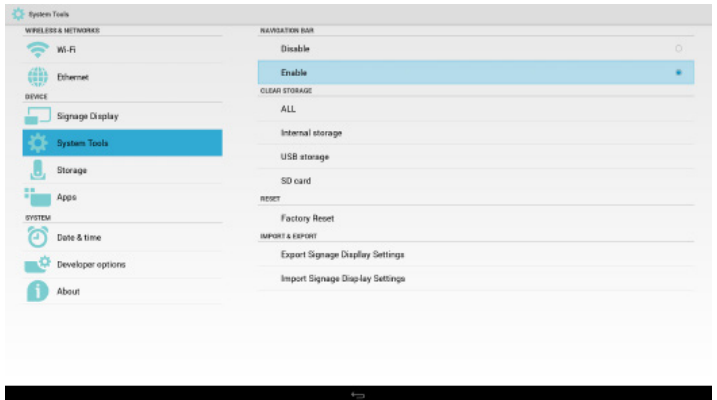 System Tools
WIRELESS & NETWORKS
Wi-Fi
Ethernet
DEVICE
Signage Display
System Tools
Storage
Apps
SYSTEM
Date & time
Developer options
About
NAVIGATION BAR
Disable
Enable
CLEAR STORAGE
ALL
Internal storage
USB storage
SD card
RESET
Factory Reset
IMPORT & EXPORT
Export Signage Display Settings
Import Signage Disp-lay Settings